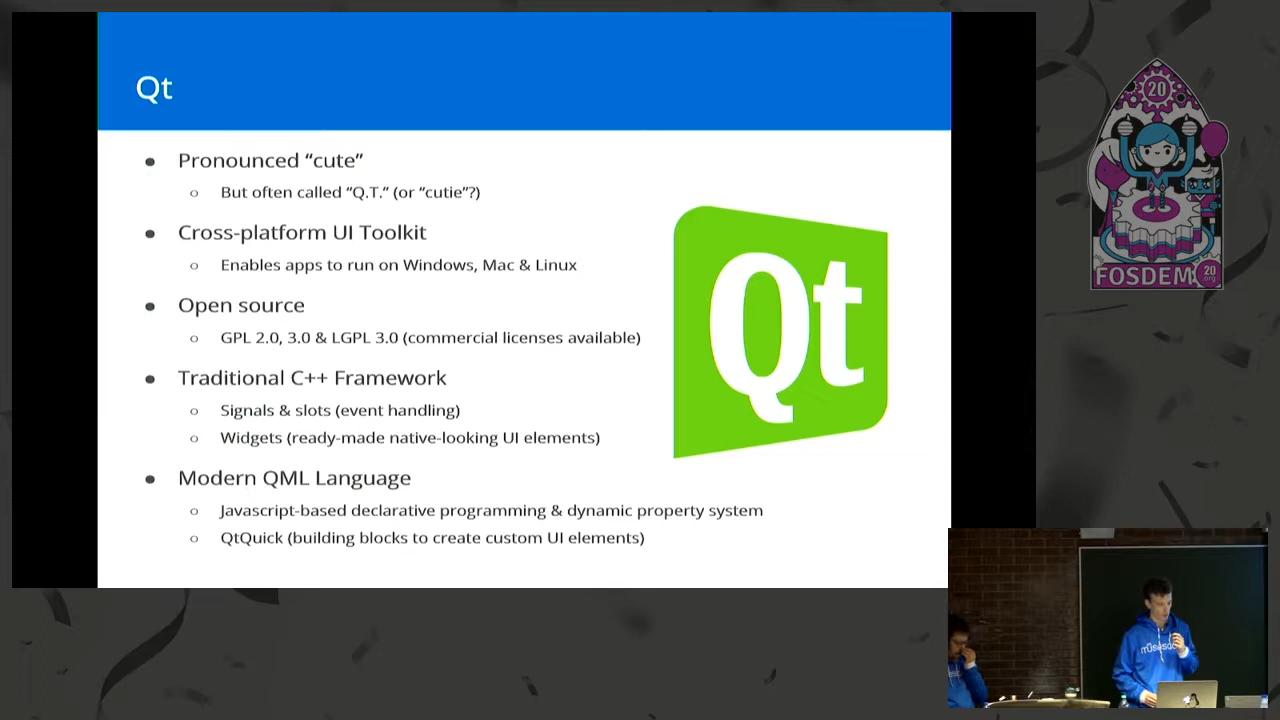 Qt
● Pronounced “cute”
○ But often called “Q.T.” (or “cutie”?)
● Cross-platform UI Toolkit
○ Enables apps to run on Windows, Mac & Linux
● Open source
○ GPL 2.0, 3.0 & LGPL 3.0 (commercial licenses available)
● Traditional C++ Framework
○ Signals & slots (event handling)
○ Widgets (ready-made native-looking UI elements)
● Modern QML Language
○ Javascript-based declarative programming & dynamic property system
○ QtQuick (building blocks to create custom UI elements)
Qt
20
FOSDEM 20
.org